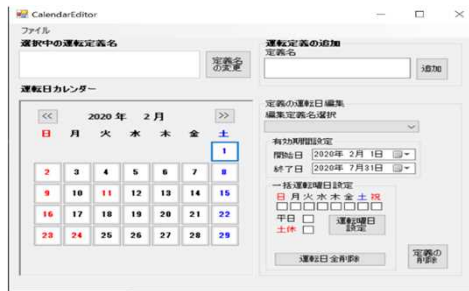 CalendarEditor
ファイル
選択中の運転定義名
定義名
の変更
運転日カレンダー
<< 2020 年 2 月 >>
日 月 火 水 木 金 土
1
2 3 4 5 6 7 8
9 10 11 12 13 14 15
16 17 18 19 20 21 22
23 24 25 26 27 28 29
運転定義の追加
定義名
追加
定義の運転日編集
編集定義名選択
有効期間設定
開始日 2020年 2月 1日
終了日 2020年 7月31日
一括運転曜日設定
日 月 火 水 木 金 土 祝
平日
土休
運転曜日
設定
運転日全削除
定義の
削除